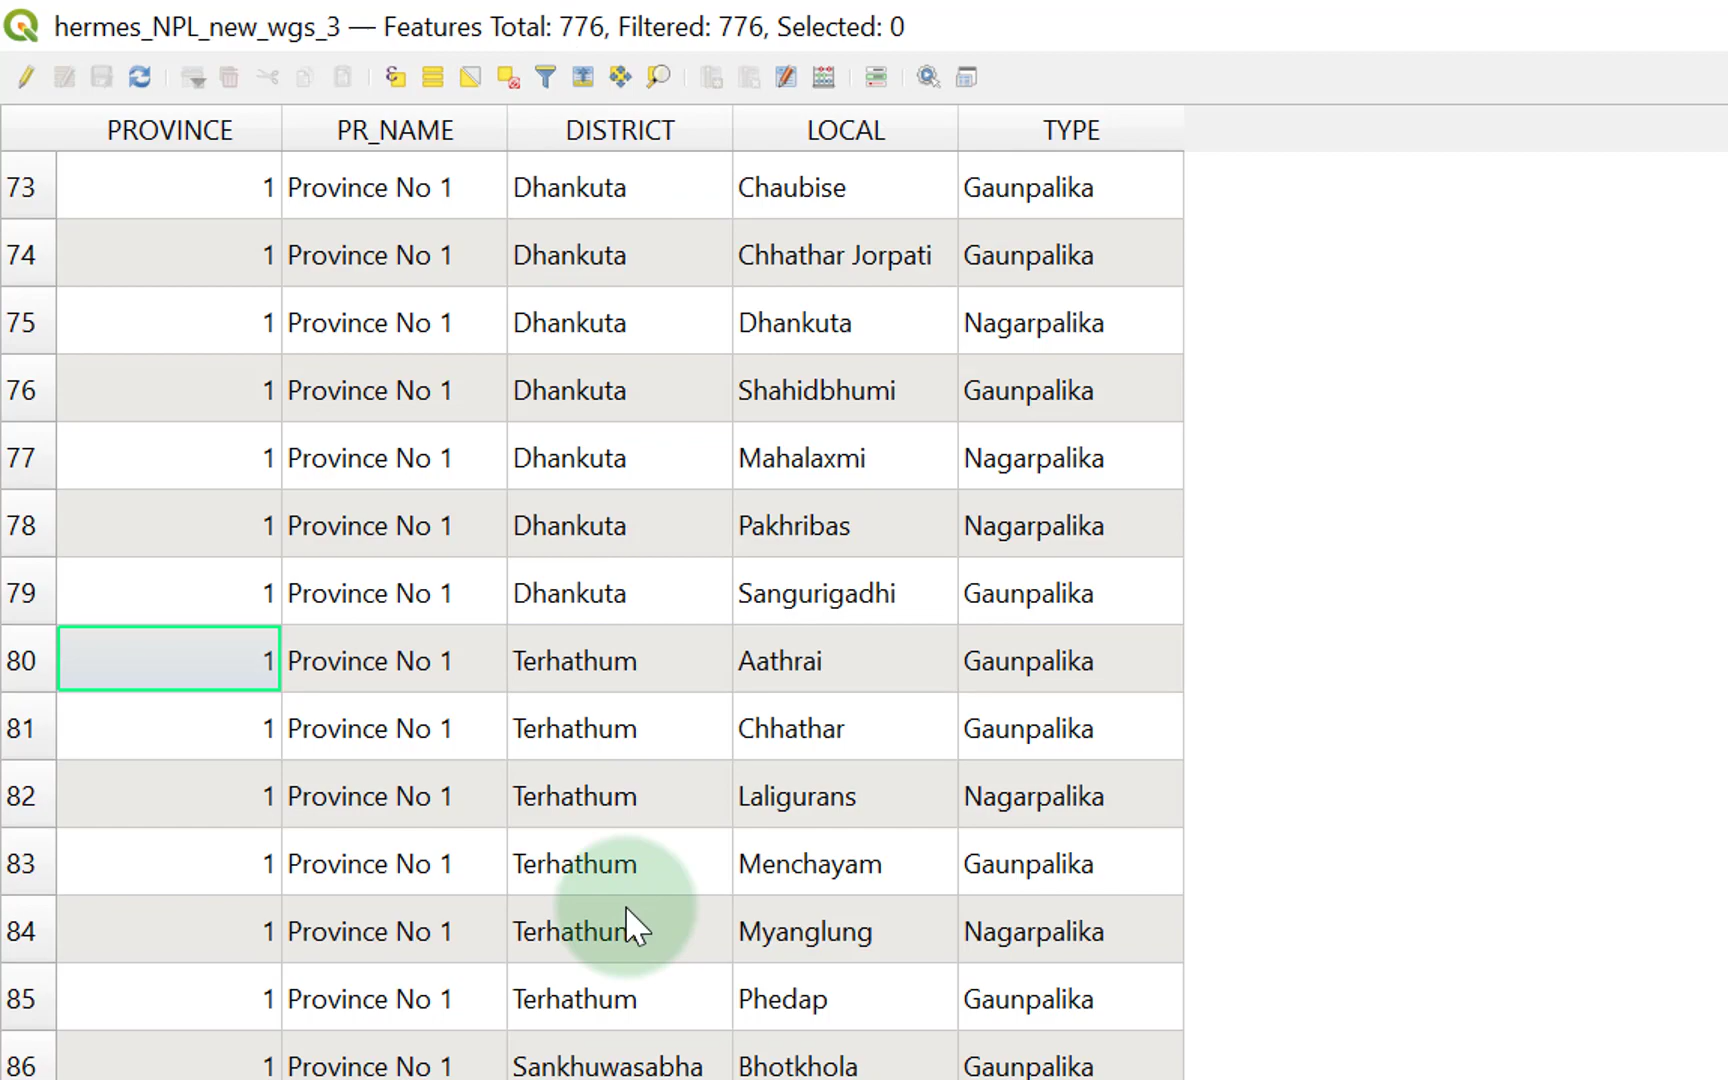 hermes_NPL_new_wgs_3 — Features Total: 776, Filtered: 776, Selected: 0
PROVINCE PR_NAME DISTRICT LOCAL TYPE
73 1 Province No 1 Dhankuta Chaubise Gaunpalika
74 1 Province No 1 Dhankuta Chhathar Jorpati Gaunpalika
75 1 Province No 1 Dhankuta Dhankuta Nagarpalika
76 1 Province No 1 Dhankuta Shahidbhumi Gaunpalika
77 1 Province No 1 Dhankuta Mahalaxmi Nagarpalika
78 1 Province No 1 Dhankuta Pakhribas Nagarpalika
79 1 Province No 1 Dhankuta Sangurigadhi Gaunpalika
80 1 Province No 1 Terhathum Aathrai Gaunpalika
81 1 Province No 1 Terhathum Chhathar Gaunpalika
82 1 Province No 1 Terhathum Laligurans Nagarpalika
83 1 Province No 1 Terhathum Menchayam Gaunpalika
84 1 Province No 1 Terhathum Myanglung Nagarpalika
85 1 Province No 1 Terhathum Phedap Gaunpalika
86 1 Province No 1 Sankhuwasabha Bhotkhola Gaunpalika